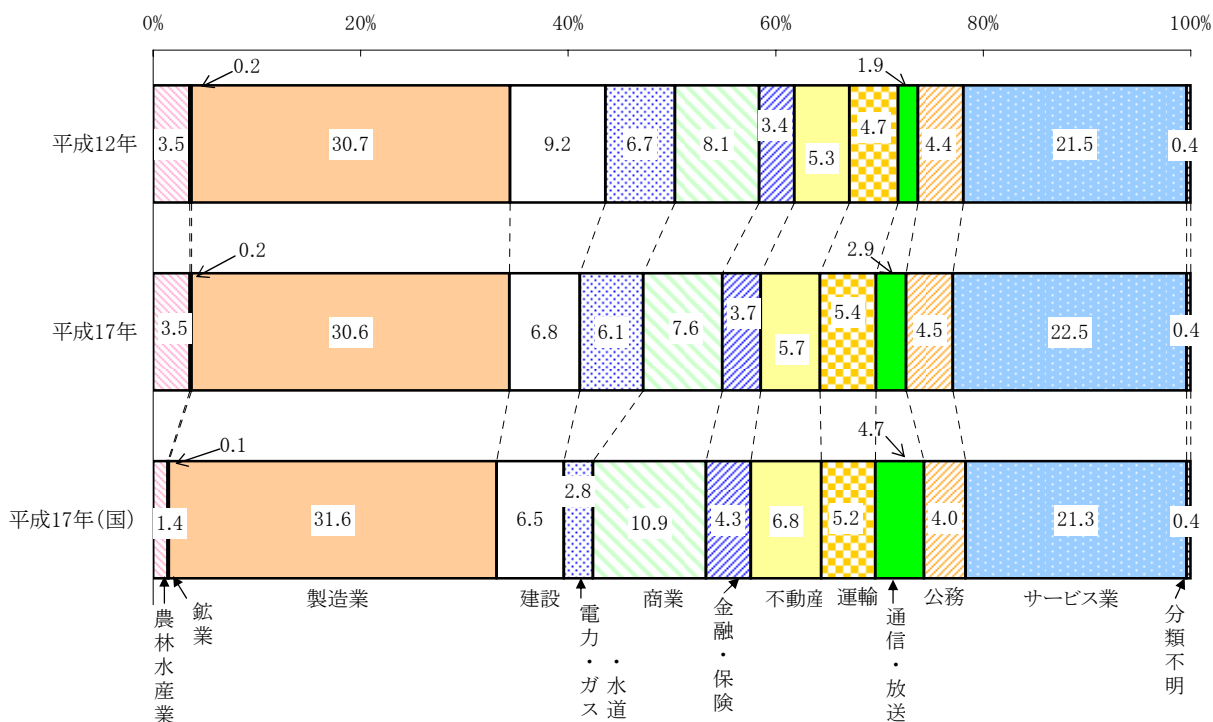 0% 20% 40% 60% 80% 100%
0.2 1.9
平成12年 3.5 30.7 9.2 6.7 8.1 3.4 5.3 4.7 4.4 21.5 0.4
0.2 2.9
平成17年 3.5 30.6 6.8 6.1 7.6 3.7 5.7 5.4 4.5 22.5 0.4
0.1 4.7
平成17年(国) 1.4 31.6 6.5 2.8 10.9 4.3 6.8 5.2 4.0 21.3 0.4
農林水産業
鉱業
製造業
建設
電力・ガス
・水道
商業
金融・保険
不動産
運輸
通信・放送
公務
サービス業
分類不明